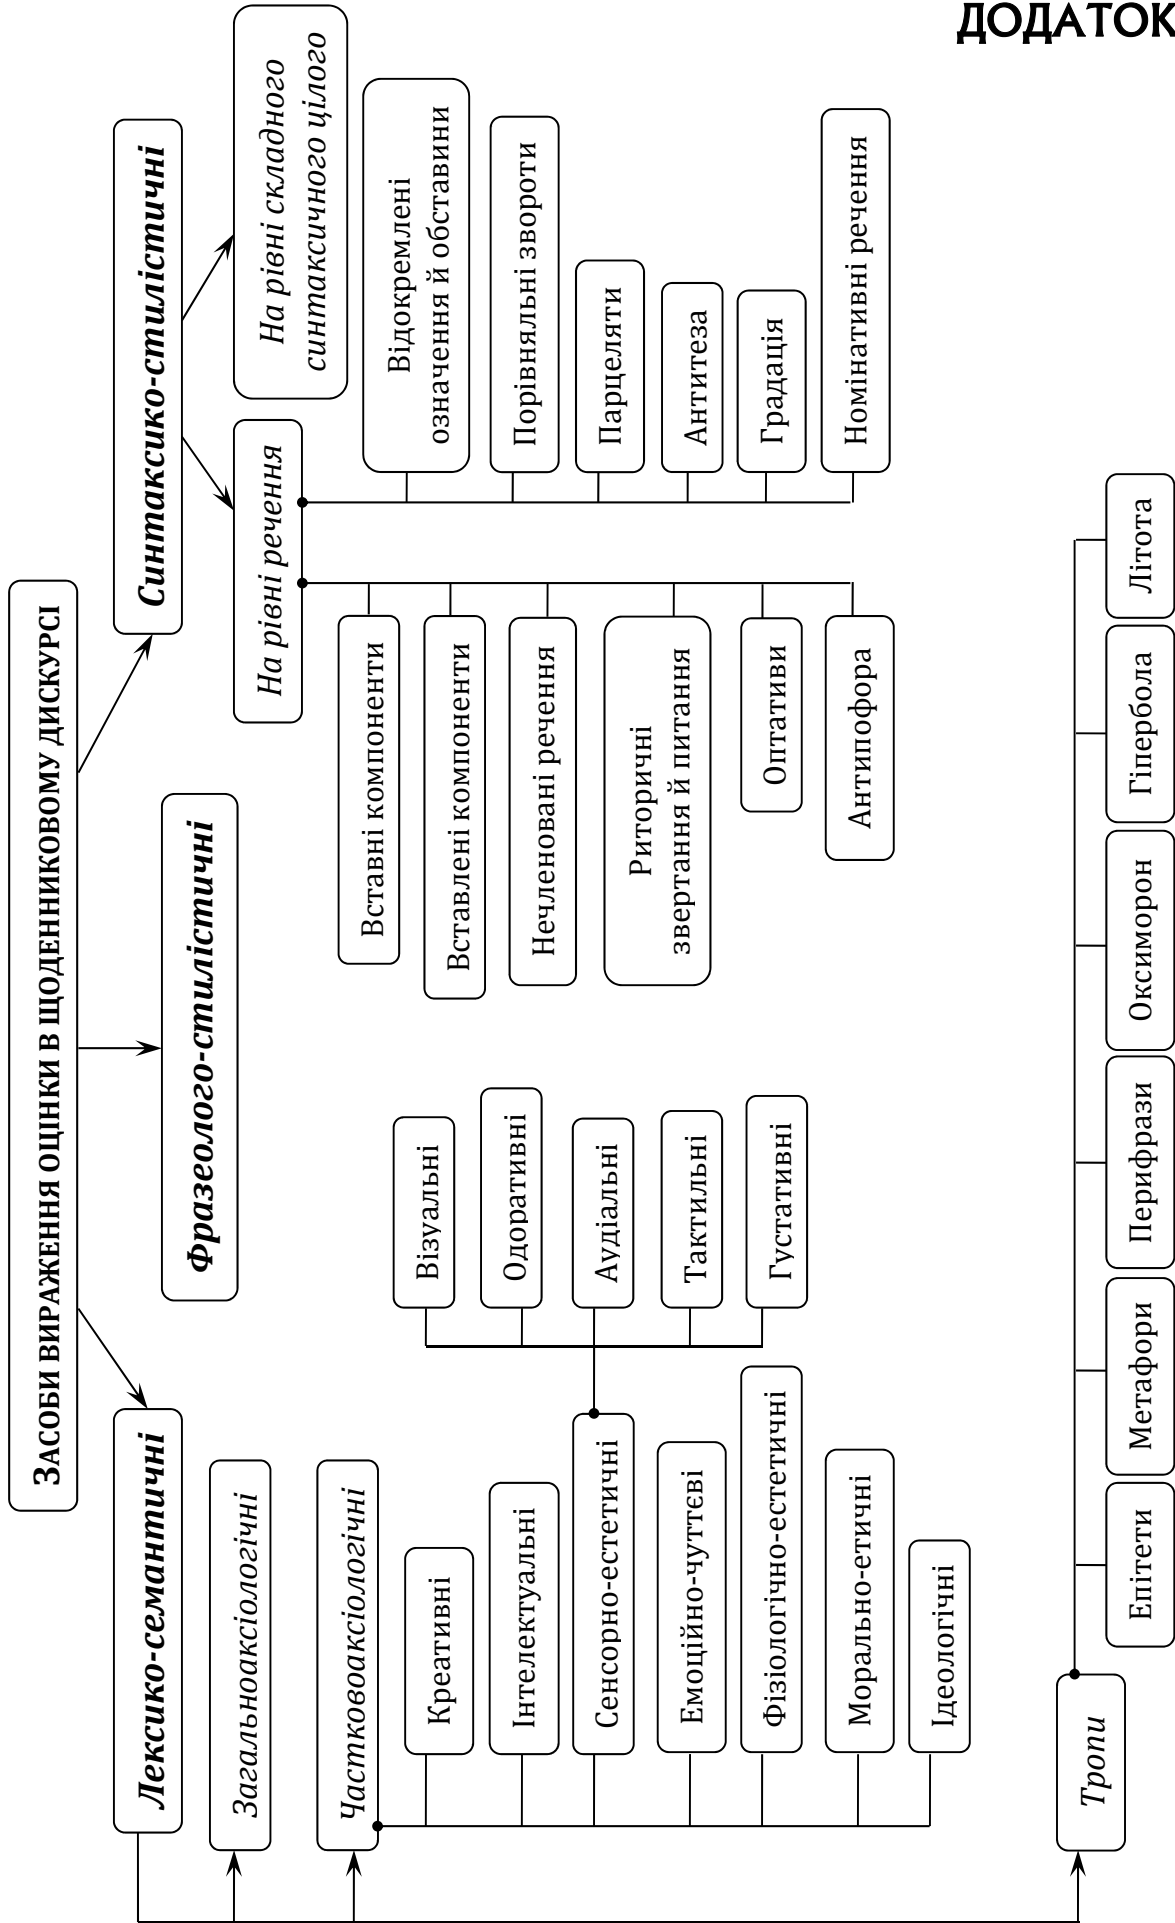 ДОДАТОК
ЗАСОБИ ВИРАЖЕННЯ ОЦІНКИ В ЩОДЕННИКОВОМУ ДИСКУРСІ
Лексико-семантичні
Фразеолого-стилістичні
Синтаксико-стилістичні
Загальноаксіологічні
Частковоаксіологічні
Креативні
Інтелектуальні
Сенсорно-естетичні
Емоційно-чуттєві
Фізіологічно-естетичні
Морально-етичні
Ідеологічні
Візуальні
Одоративні
Аудіальні
Тактильні
Густативні
На рівні речення
На рівні складного
синтаксичного цілого
Вставні компоненти
Вставлені компоненти
Нечленовані речення
Риторичні
звертання й питання
Оптативи
Антипофора
Відокремлені
означення й обставини
Порівняльні звороти
Парцеляти
Антитеза
Градація
Номінативні речення
Тропи
Епітети
Метафори
Перифрази
Оксиморон
Гіпербола
Літота